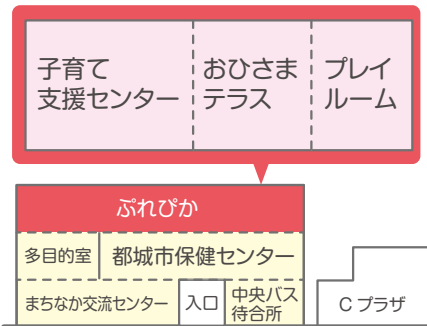 子育て
支援センター
おひさま
テラス
プレイ
ルーム
ぷれぴか
多目的室
都城市保健センター
まちなか交流センター
入口
中央バス
待合所
C プラザ